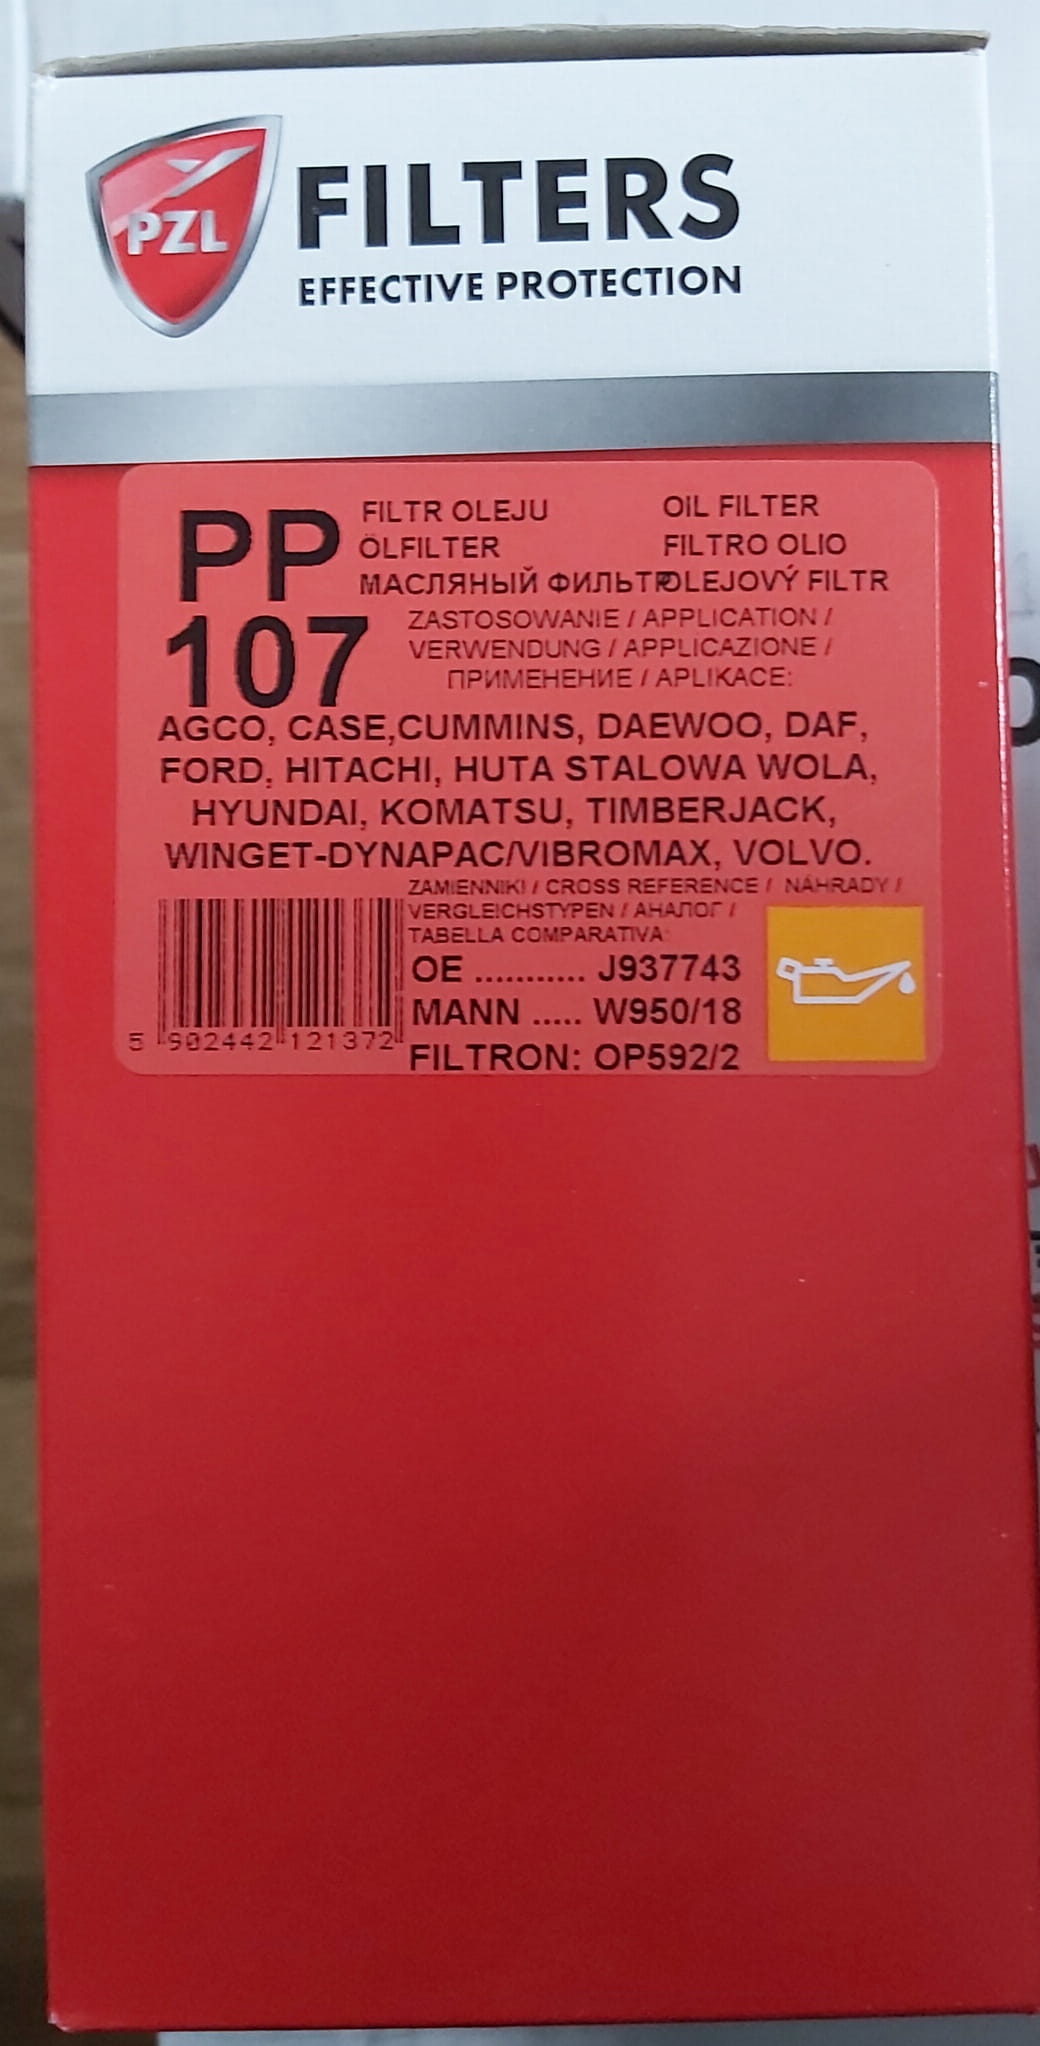 PZL
FILTERS
EFFECTIVE PROTECTION
PP
107
FILTR OLEJU
OIL FILTER
ÖLFILTER
FILTRO OLIO
МАСЛЯНЫЙ ФИЛЬТР
OLEJOVÝ FILTR
ZASTOSOWANIE / APPLICATION /
VERWENDUNG / APPLICAZIONE /
ПРИМЕНЕНИЕ / APLIKACE:
AGCO, CASE,CUMMINS, DAEWOO, DAF,
FORD, HITACHI, HUTA STALOWA WOLA,
HYUNDAI, KOMATSU, TIMBERJACK,
WINGET-DYNAPAC/VIBROMAX, VOLVO.
ZAMIENNIKI / CROSS REFERENCE / NÁHRADY /
VERGLEICHSTYPEN / АНАЛОГ /
TABELLA COMPARATIVA:
OE ........... J937743
MANN ..... W950/18
FILTRON: OP592/2
5 902442 121372